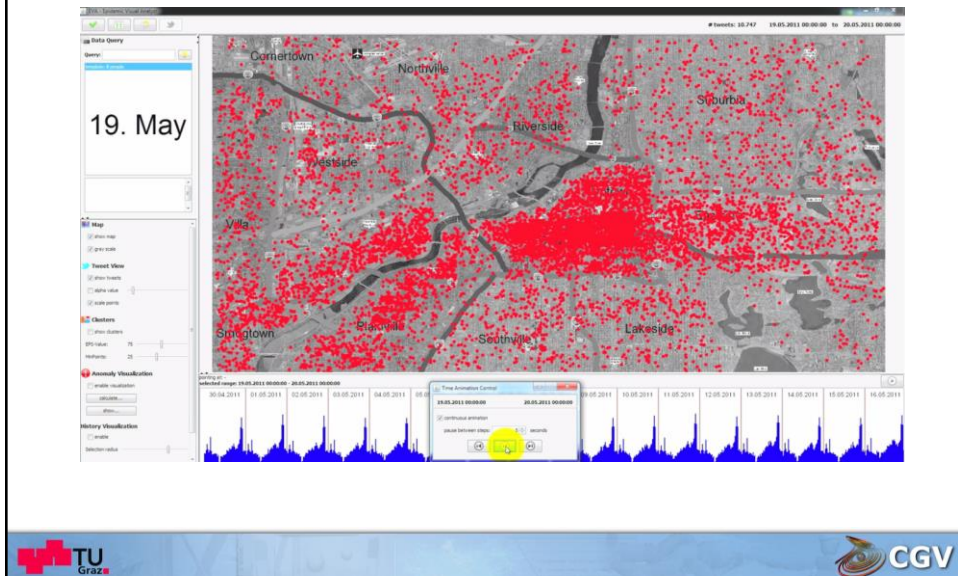 EVA - Epidemic Visual Analysis
# tweets: 10.747 19.05.2011 00:00:00 to 20.05.2011 00:00:00
Data Query
Query:
19. May
Map
show map
gray scale
Tweet View
show tweets
alpha value
scale points
Clusters
show clusters
EPS-Value: 75
MinPoints: 25
Anomaly Visualization
enable visualization
calculate...
show...
History Visualization
enable
Selection radius
Cornertown
Northville
Suburbia
Riverside
Westside
Villa
Smogtown
Plainville
Southville
Lakeside
selected range: 19.05.2011 00:00:00 - 20.05.2011 00:00:00
30.04.2011 01.05.2011 02.05.2011 03.05.2011 04.05.2011 09.05.2011 10.05.2011 11.05.2011 12.05.2011 13.05.2011 14.05.2011 15.05.2011 16.05.2011
Time Animation Control
19.05.2011 00:00:00 20.05.2011 00:00:00
continuous animation
pause between steps: seconds
TU
Graz
CGV